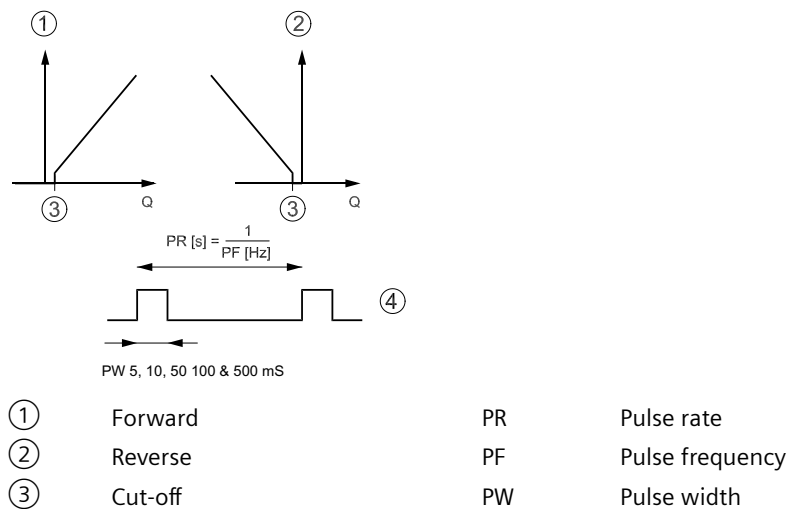 ① ②
③ Q ③ Q
PR [s] = 1 / PF [Hz]
④
PW 5, 10, 50 100 & 500 mS
① Forward PR Pulse rate
② Reverse PF Pulse frequency
③ Cut-off PW Pulse width